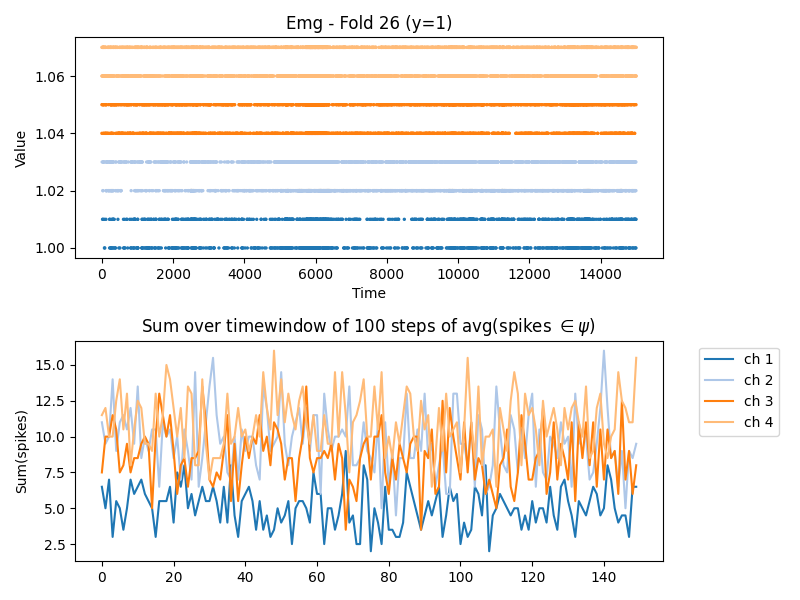 Emg - Fold 26 (y=1)
Value
1.06
1.04
1.02
1.00
0 2000 4000 6000 8000 10000 12000 14000
Time
Sum over timewindow of 100 steps of avg(spikes ∈ ψ)
Sum(spikes)
15.0
12.5
10.0
7.5
5.0
2.5
0 20 40 60 80 100 120 140
ch 1
ch 2
ch 3
ch 4